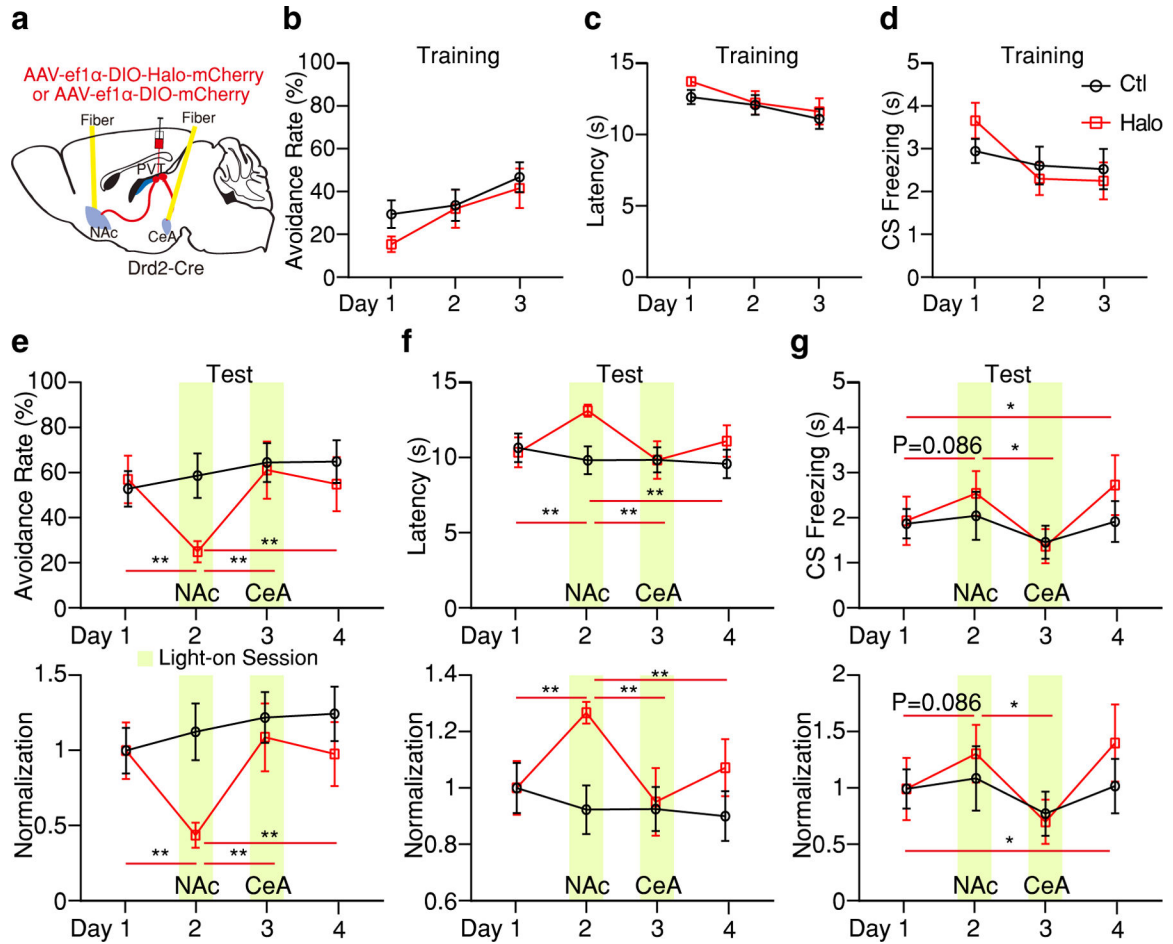 a
AAV-ef1α-DIO-Halo-mCherry
or AAV-ef1α-DIO-mCherry
Fiber
Fiber
PVT
NAc
CeA
Drd2-Cre
b
Training
Avoidance Rate (%)
100
80
60
40
20
0
Day 1 2 3
c
Training
Latency (s)
15
10
5
0
Day 1 2 3
d
Training
CS Freezing (s)
5
4
3
2
1
0
Day 1 2 3
Ctl
Halo
e
Test
Avoidance Rate (%)
100
80
60
40
20
0
**
**
**
NAc
CeA
Day 1 2 3 4
Light-on Session
Normalization
1.5
1
0.5
0
**
**
**
NAc
CeA
Day 1 2 3 4
f
Test
Latency (s)
15
10
5
0
**
**
**
NAc
CeA
Day 1 2 3 4
Normalization
1.4
1.2
1
0.8
0.6
**
**
**
NAc
CeA
Day 1 2 3 4
g
Test
CS Freezing (s)
5
4
3
2
1
0
*
P=0.086
*
NAc
CeA
Day 1 2 3 4
Normalization
2
1.5
1
0.5
0
P=0.086
*
*
NAc
CeA
Day 1 2 3 4